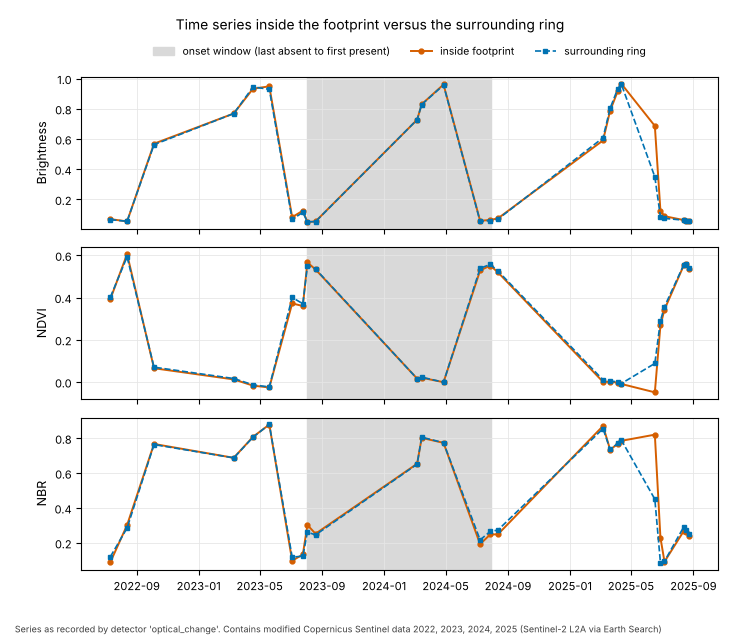 Time series inside the footprint versus the surrounding ring
onset window (last absent to first present) inside footprint surrounding ring
Brightness
1.0
0.8
0.6
0.4
0.2
NDVI
0.6
0.4
0.2
0.0
NBR
0.8
0.6
0.4
0.2
2022-09 2023-01 2023-05 2023-09 2024-01 2024-05 2024-09 2025-01 2025-05 2025-09
Series as recorded by detector 'optical_change'. Contains modified Copernicus Sentinel data 2022, 2023, 2024, 2025 (Sentinel-2 L2A via Earth Search)